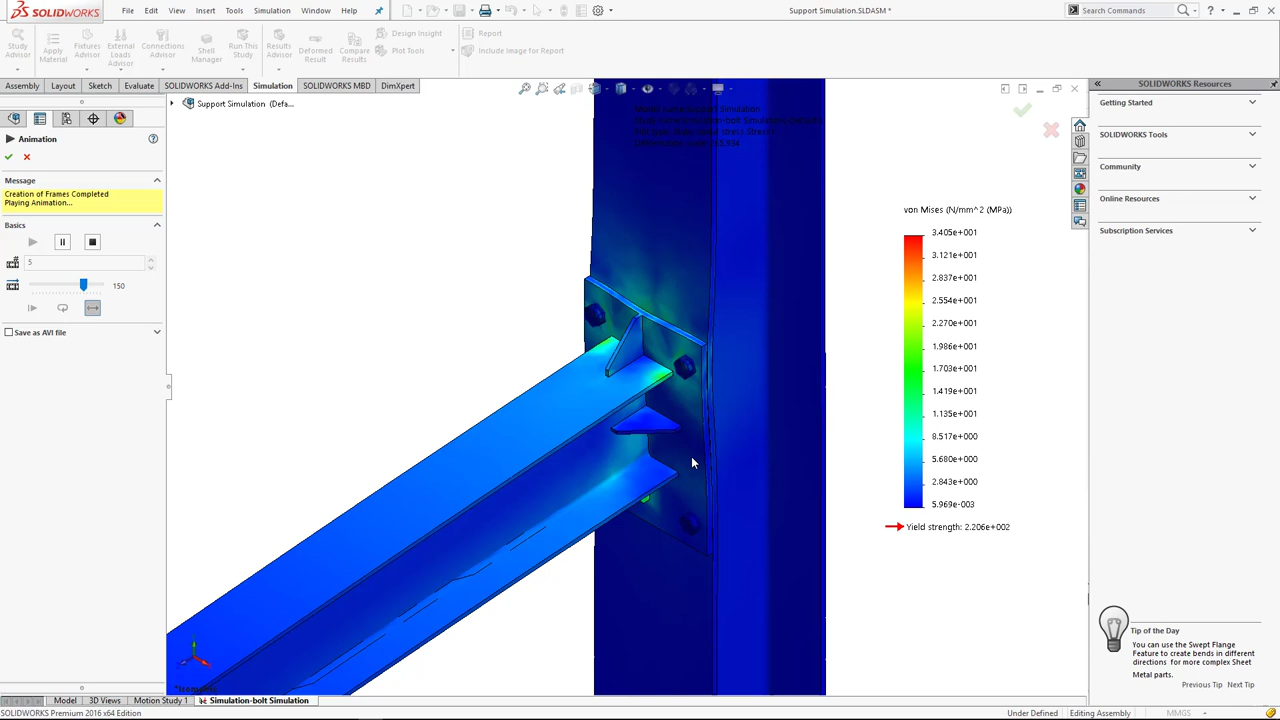 SOLIDWORKS
File Edit View Insert Tools Simulation Window Help
Support Simulation.SLDASM *
Search Commands
Study Advisor
Apply Material
Fixtures Advisor
External Loads Advisor
Connections Advisor
Shell Manager
Run This Study
Results Advisor
Deformed Result
Compare Results
Design Insight
Plot Tools
Report
Include Image for Report
Assembly Layout Sketch Evaluate SOLIDWORKS Add-Ins Simulation SOLIDWORKS MBD DimXpert
Support Simulation (Defa...
Animation
Message
Creation of Frames Completed
Playing Animation...
Basics
5
150
Save as AVI file
von Mises (N/mm^2 (MPa))
3.405e+001
3.121e+001
2.837e+001
2.554e+001
2.270e+001
1.986e+001
1.703e+001
1.419e+001
1.135e+001
8.517e+000
5.680e+000
2.843e+000
5.969e-003
Yield strength: 2.206e+002
*Isometric
SOLIDWORKS Resources
Getting Started
SOLIDWORKS Tools
Community
Online Resources
Subscription Services
Tip of the Day
You can use the Swept Flange
Feature to create bends in different
directions for more complex Sheet
Metal parts.
Previous Tip Next Tip
Model 3D Views Motion Study 1 Simulation-bolt Simulation
SOLIDWORKS Premium 2016 x64 Edition
Under Defined Editing Assembly MMGS